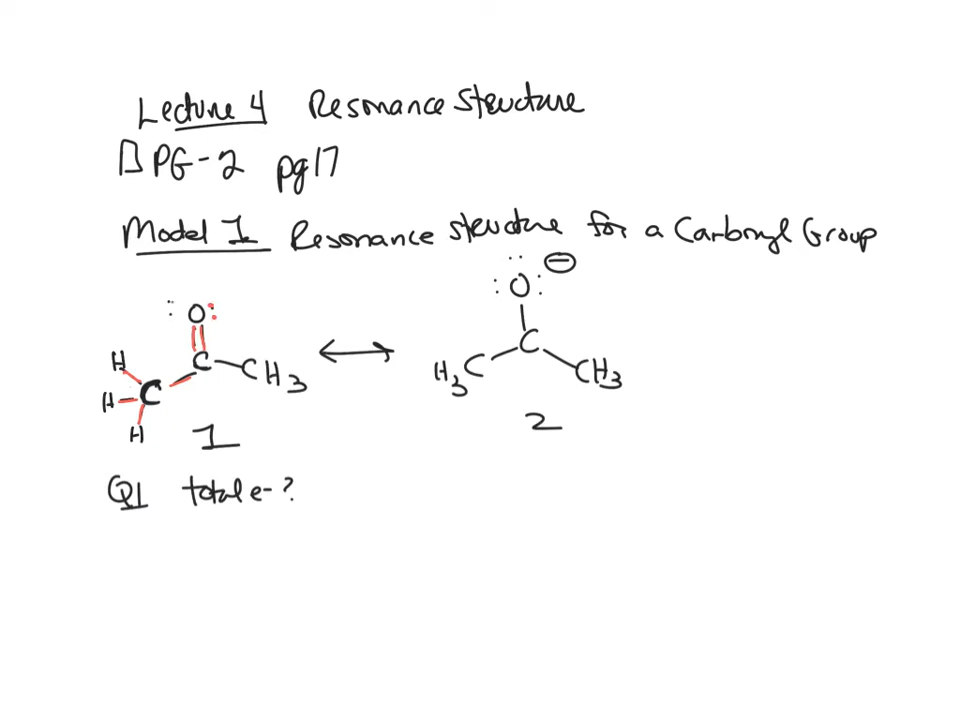 Lecture 4 Resonance Structure
PG-2 pg 17
Model 1 Resonance structure for a Carbonyl Group
:O: ⊖
:O:
H C C-CH3 ↔ H3C C CH3
H C
H 1 2
Q1 total e-?